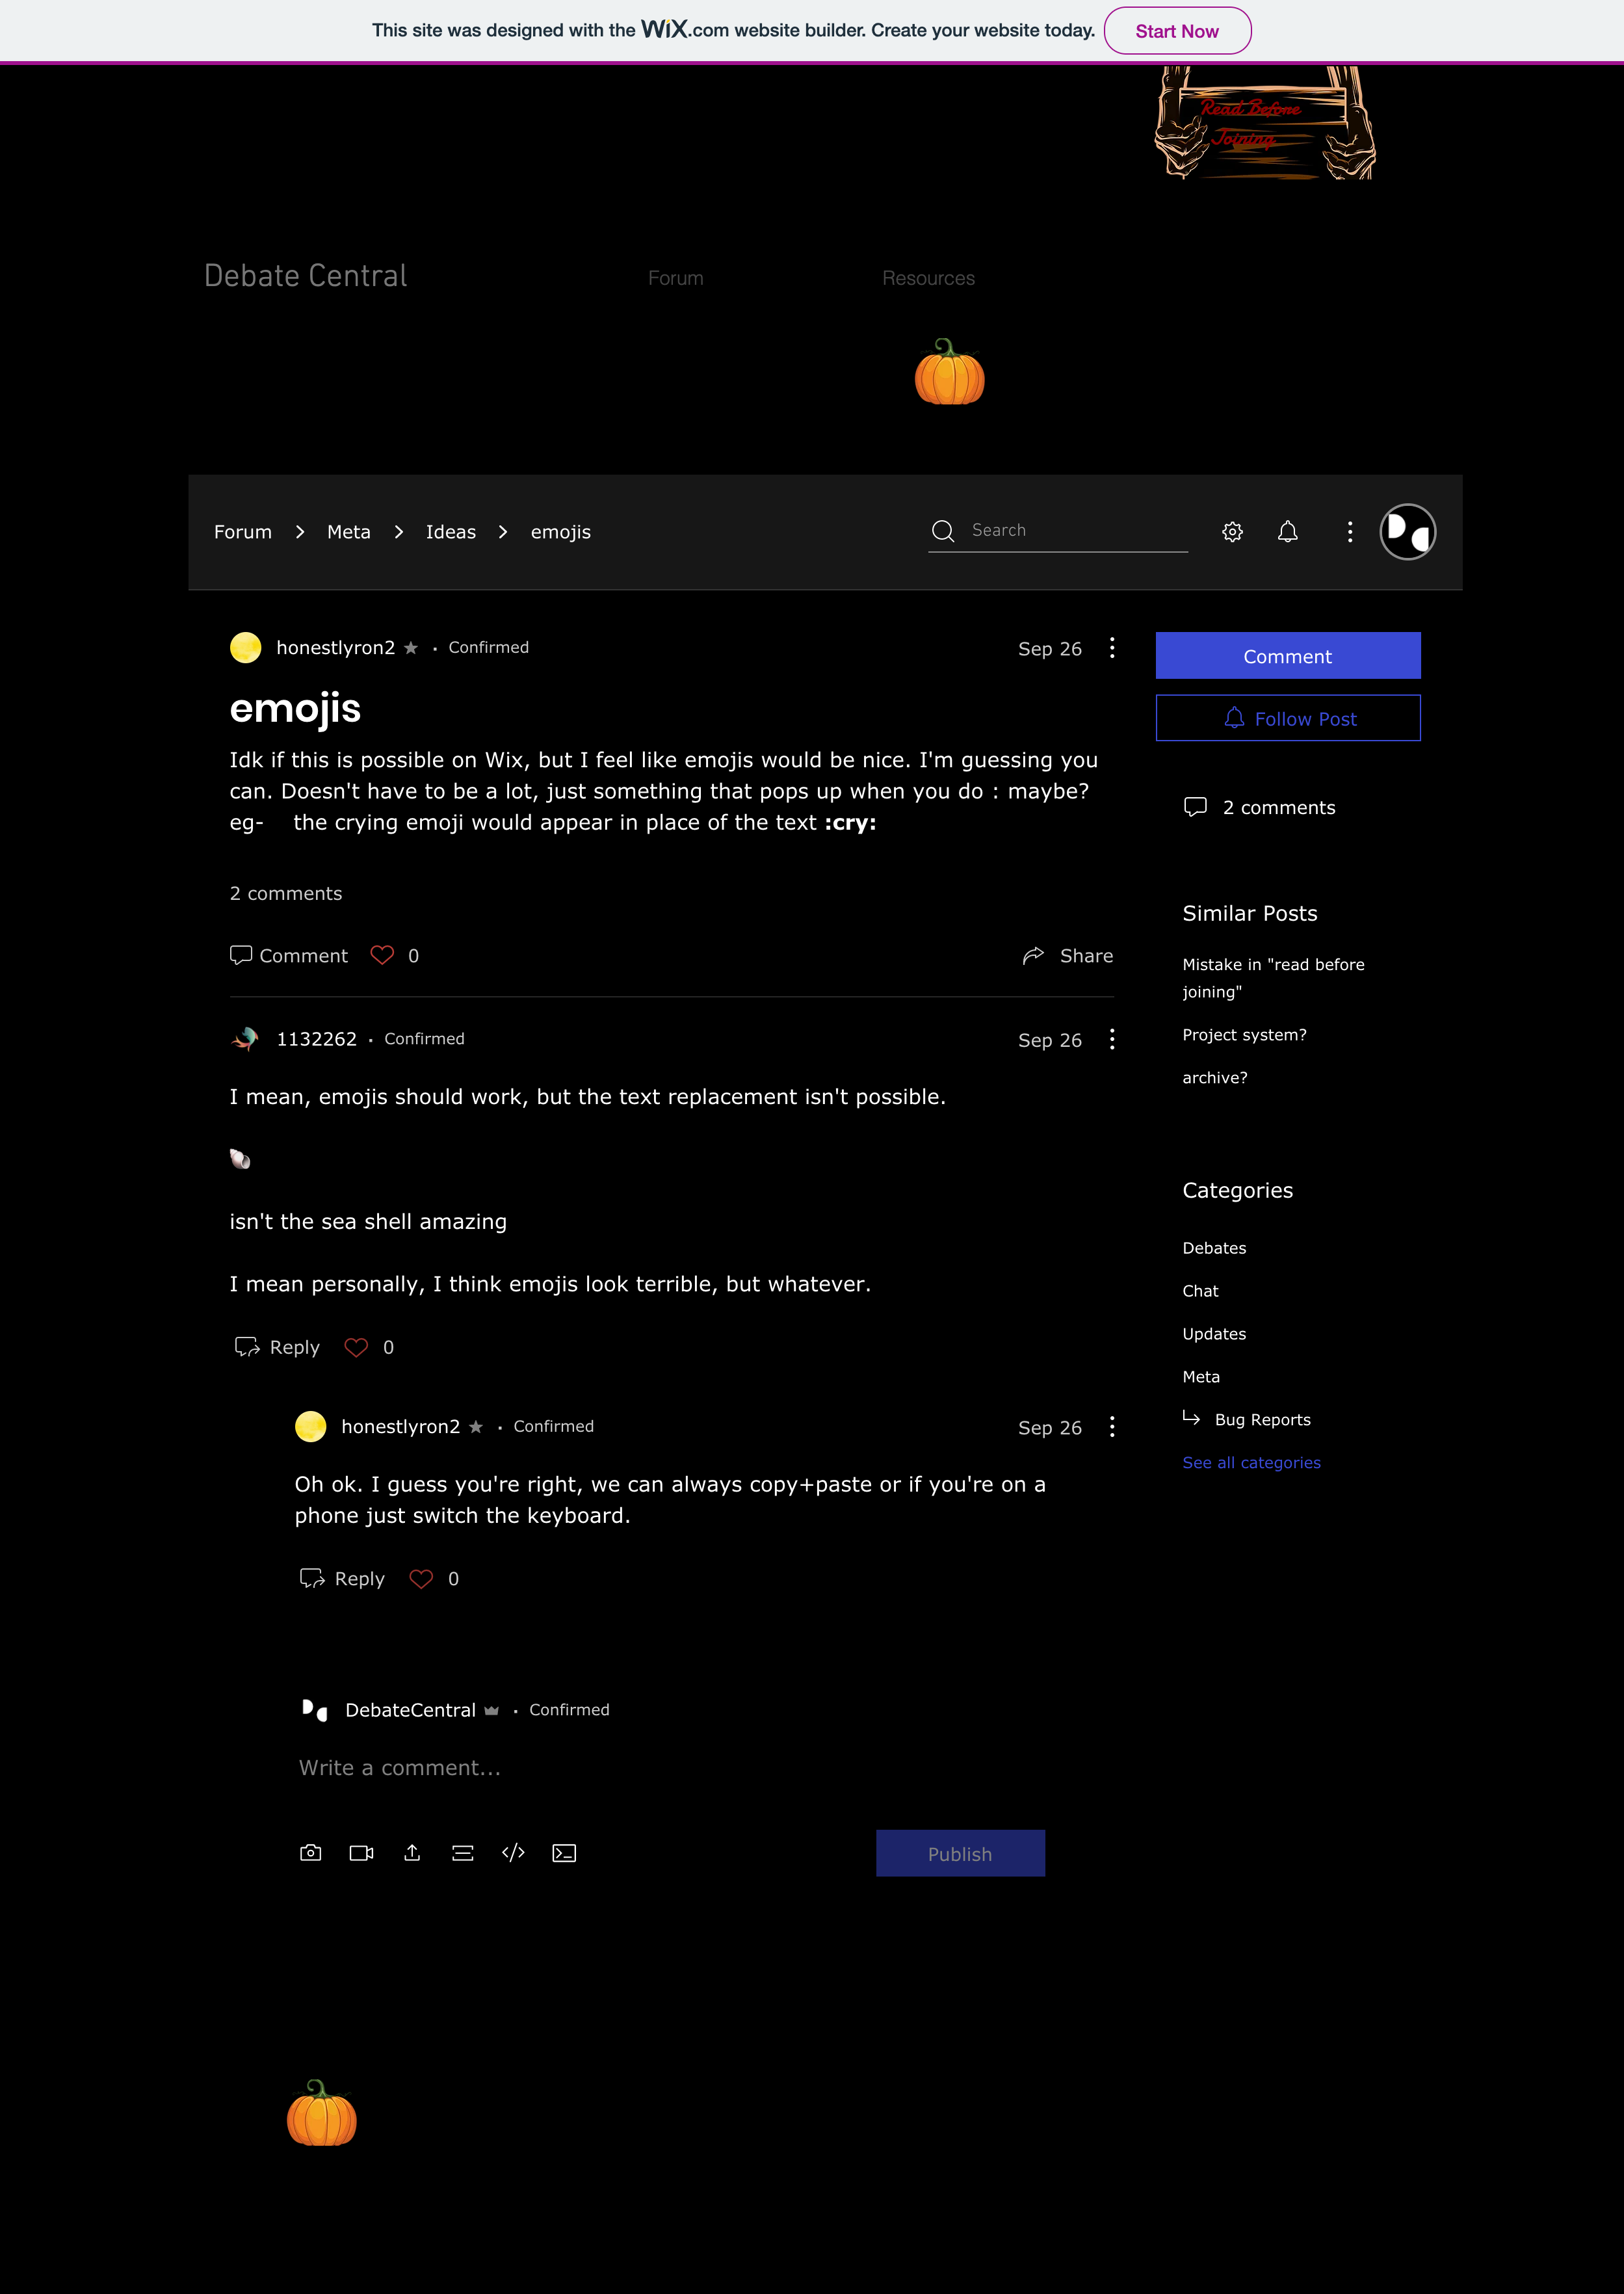 This site was designed with the WiX.com website builder. Create your website today. Start Now
Read Before
Joining
Debate Central
Forum
Resources
Forum > Meta > Ideas > emojis
Search
honestlyron2 · Confirmed
Sep 26
emojis
Idk if this is possible on Wix, but I feel like emojis would be nice. I'm guessing you
can. Doesn't have to be a lot, just something that pops up when you do : maybe?
eg- the crying emoji would appear in place of the text :cry:
2 comments
Comment 0
Share
1132262 · Confirmed
Sep 26
I mean, emojis should work, but the text replacement isn't possible.
🐚
isn't the sea shell amazing
I mean personally, I think emojis look terrible, but whatever.
Reply 0
honestlyron2 · Confirmed
Sep 26
Oh ok. I guess you're right, we can always copy+paste or if you're on a
phone just switch the keyboard.
Reply 0
DebateCentral · Confirmed
Write a comment...
Publish
Comment
Follow Post
2 comments
Similar Posts
Mistake in "read before
joining"
Project system?
archive?
Categories
Debates
Chat
Updates
Meta
Bug Reports
See all categories